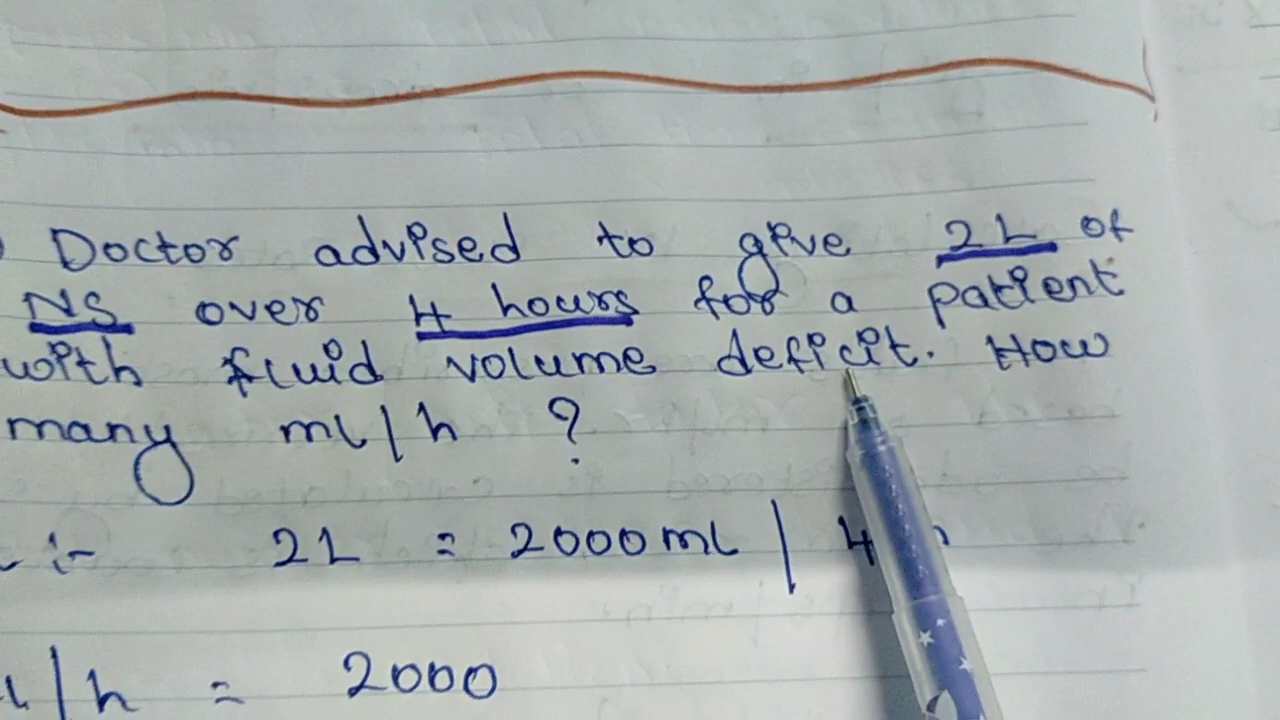 Doctor advised to give 2L of
NS over 4 hours for a patient
with fluid volume deficit. How
many ml/h ?
:- 2L = 2000ml / 4
/h = 2000